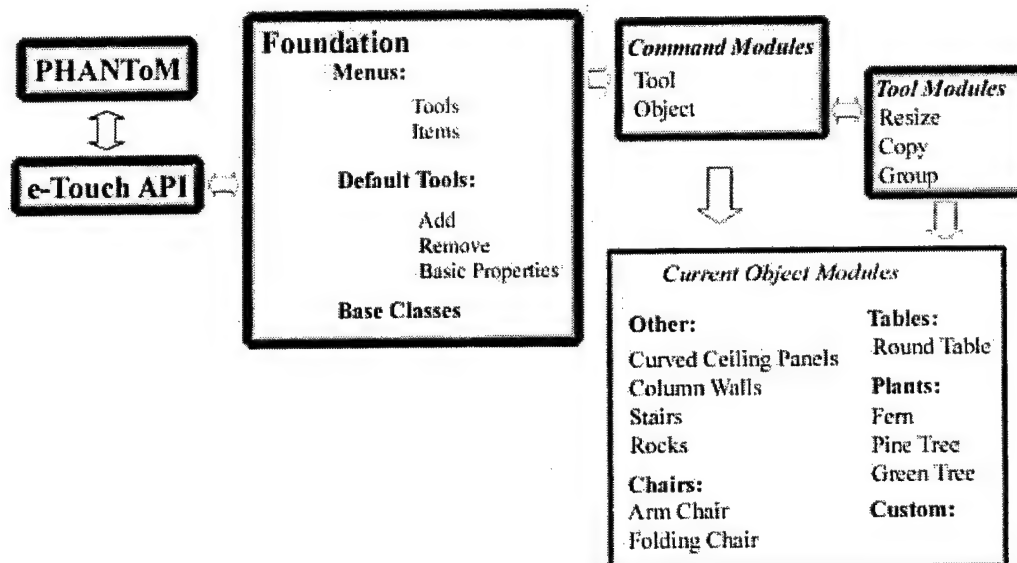 PHANToM
e-Touch API
Foundation
Menus:
Tools
Items
Default Tools:
Add
Remove
Basic Properties
Base Classes
Command Modules
Tool
Object
Tool Modules
Resize
Copy
Group
Current Object Modules
Other:
Curved Ceiling Panels
Column Walls
Stairs
Rocks
Chairs:
Arm Chair
Folding Chair
Tables:
Round Table
Plants:
Fern
Pine Tree
Green Tree
Custom: